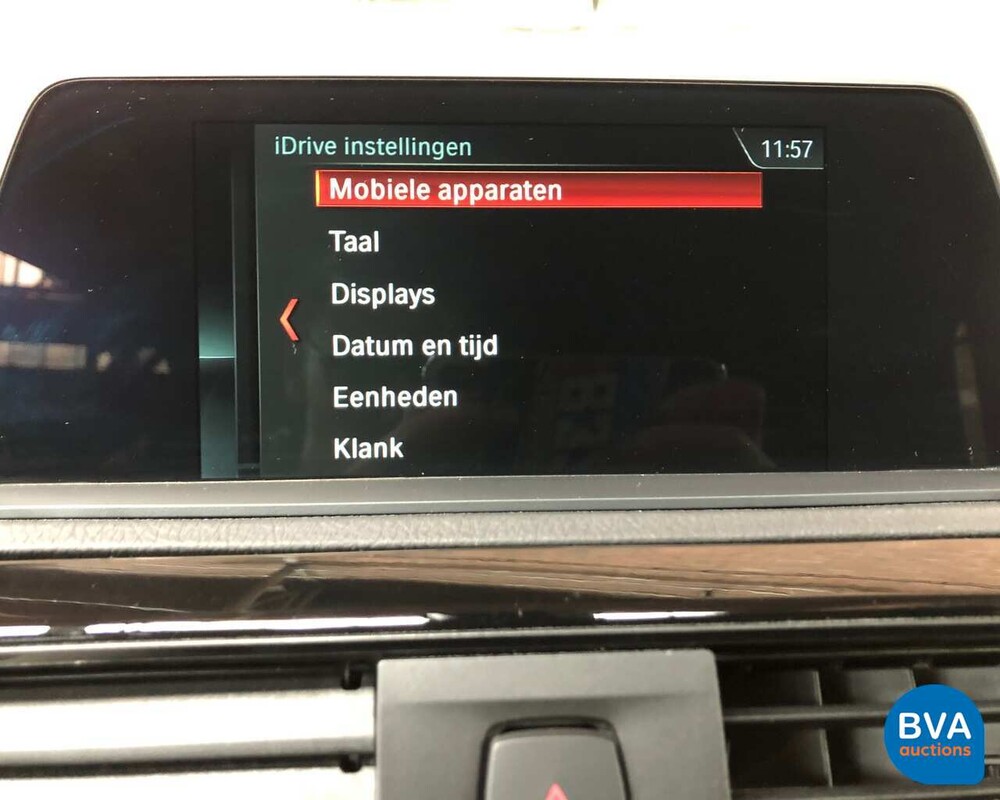 iDrive instellingen
11:57
Mobiele apparaten
Taal
Displays
Datum en tijd
Eenheden
Klank
BVA
auctions